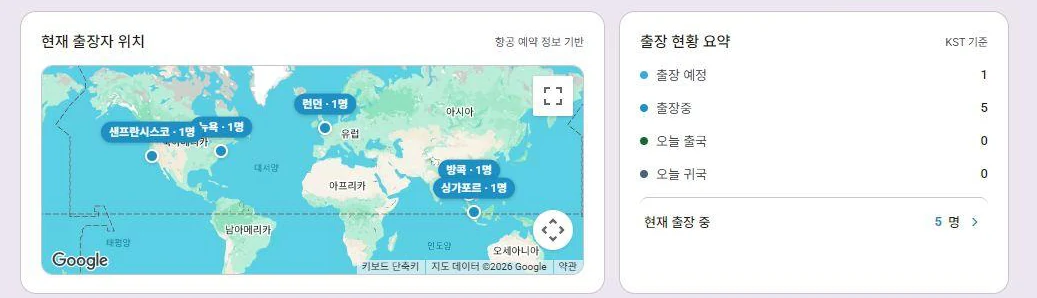 현재 출장자 위치
항공 예약 정보 기반
런던 · 1명
샌프란시스코 · 1명
뉴욕 · 1명
아시아
유럽
대서양
방콕 · 1명
싱가포르 · 1명
아프리카
남아메리카
태평양
인도양
오세아니아
Google
키보드 단축키
지도 데이터 ©2026 Google
약관
출장 현황 요약
KST 기준
출장 예정 1
출장중 5
오늘 출국 0
오늘 귀국 0
현재 출장 중 5 명